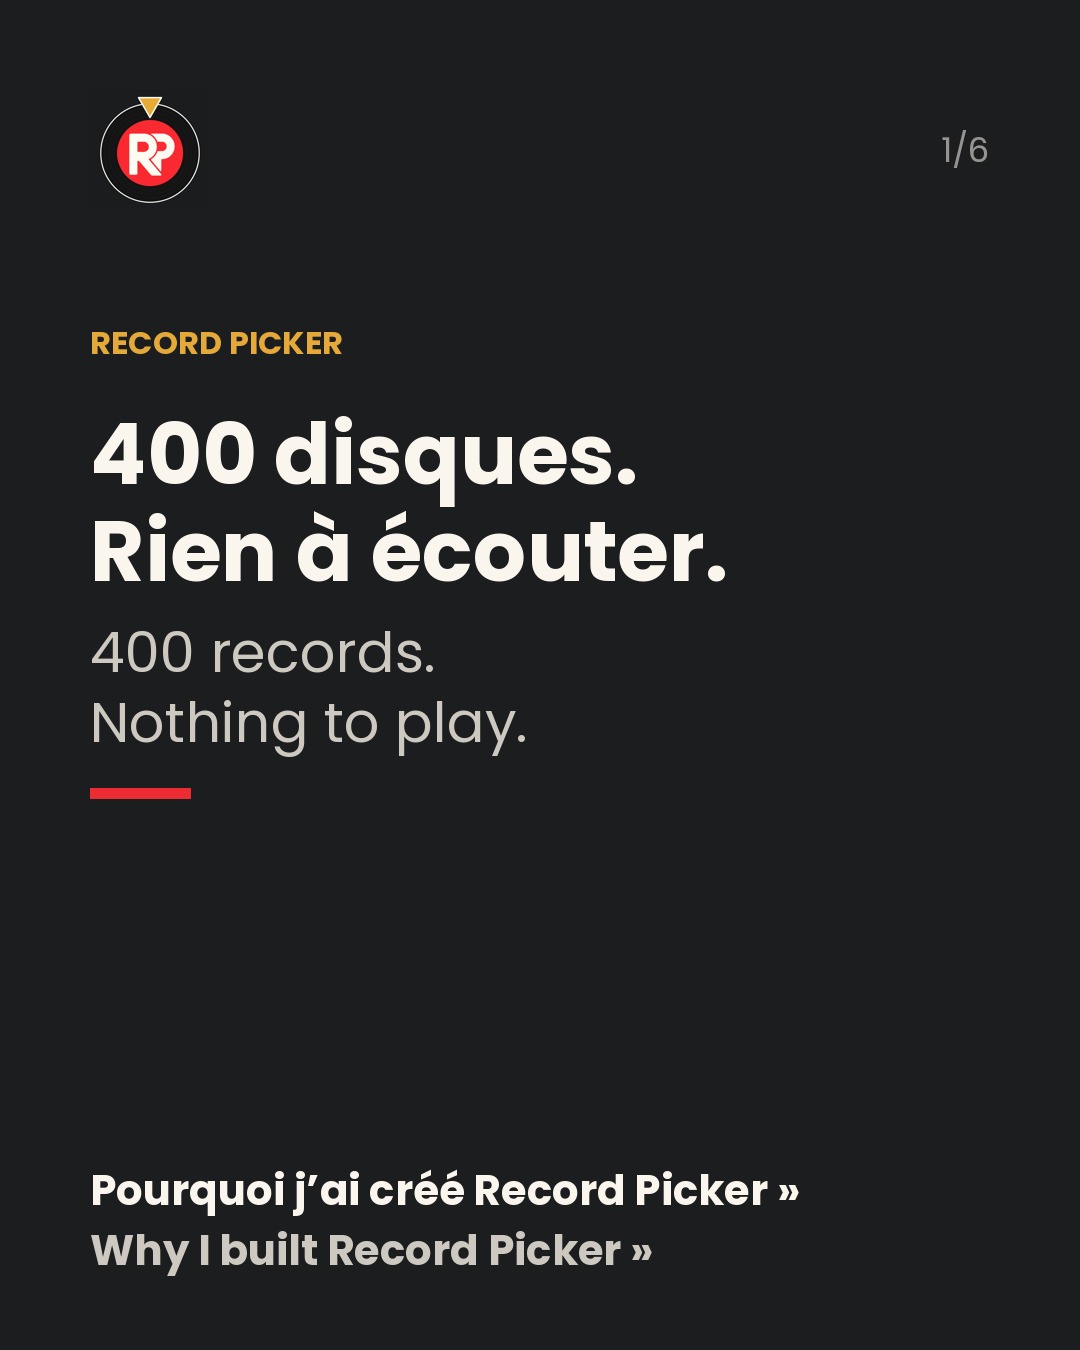 RP
1/6
RECORD PICKER
400 disques.
Rien à écouter.
400 records.
Nothing to play.
Pourquoi j’ai créé Record Picker »
Why I built Record Picker »